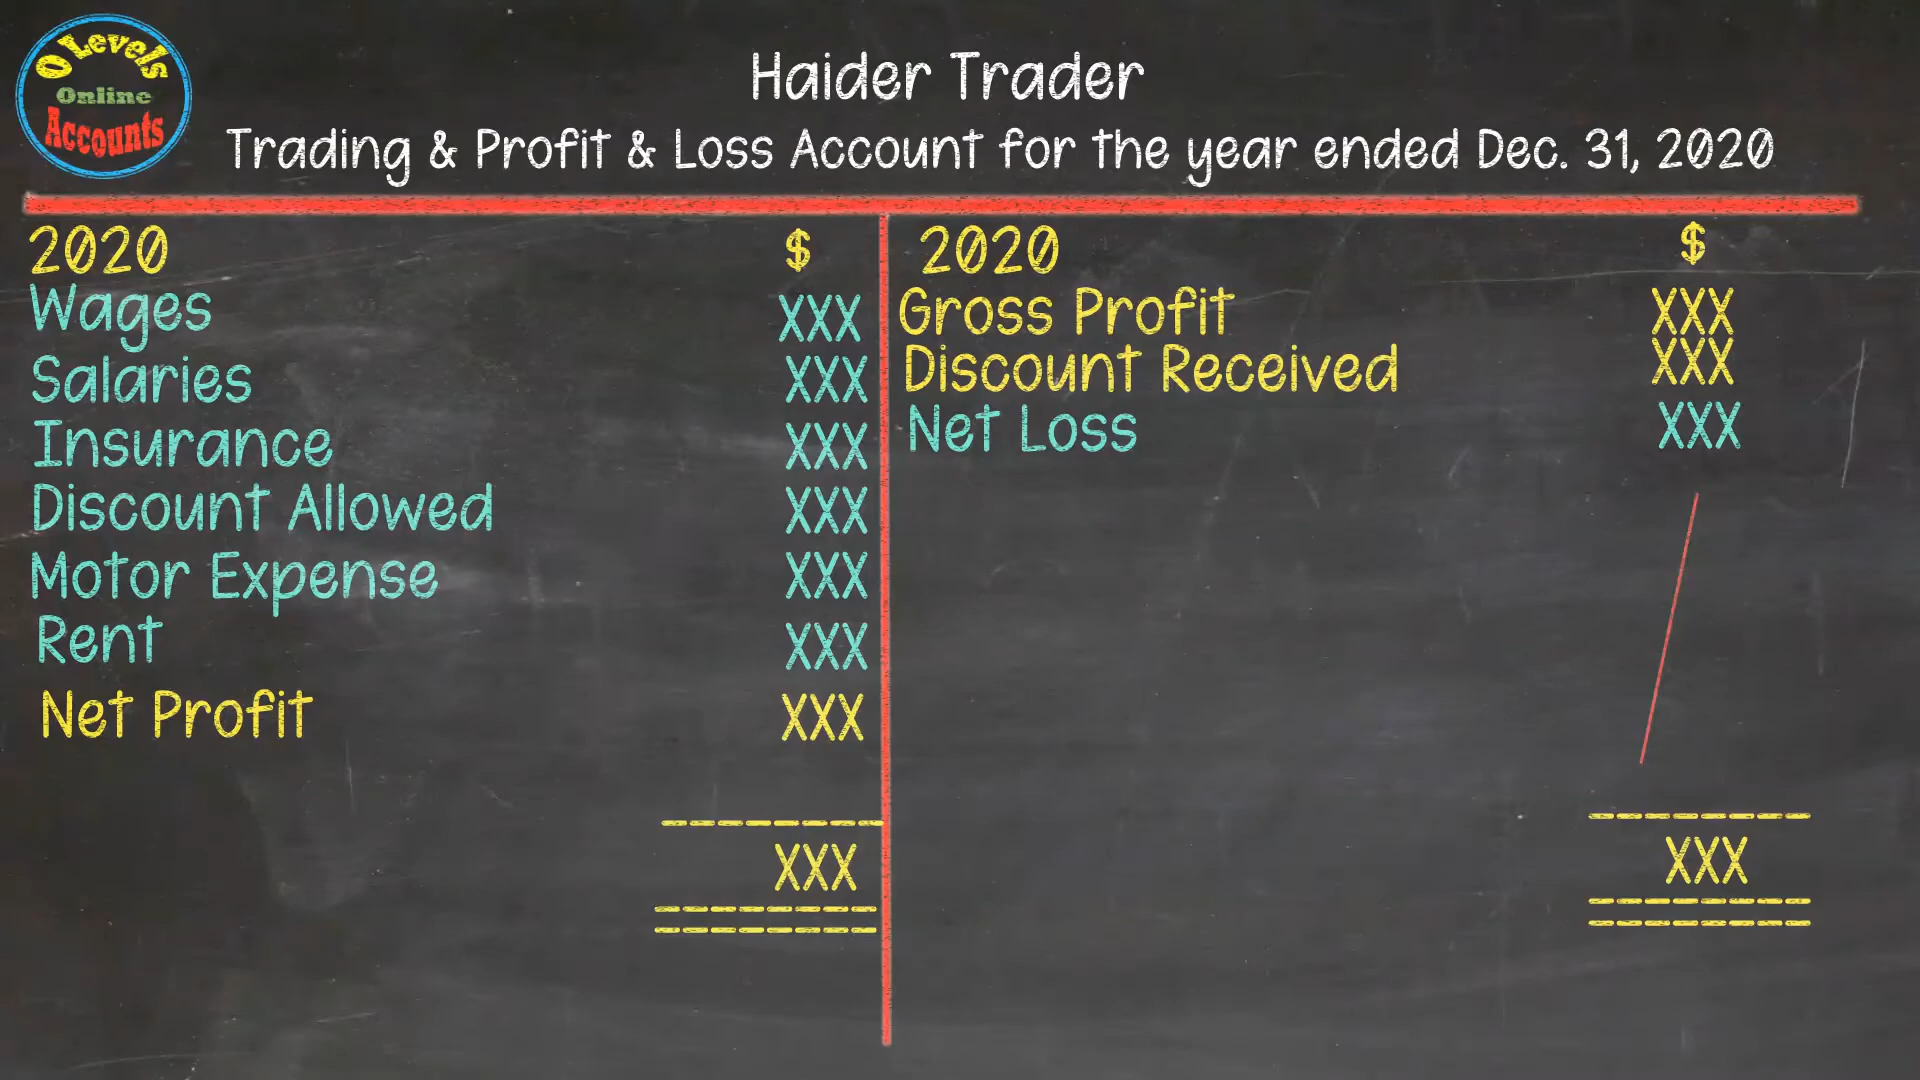 O Levels
Online
Accounts
Haider Trader
Trading & Profit & Loss Account for the year ended Dec. 31, 2020
2020 $
Wages XXX
Salaries XXX
Insurance XXX
Discount Allowed XXX
Motor Expense XXX
Rent XXX
Net Profit XXX
XXX
2020 $
Gross Profit XXX
Discount Received XXX
Net Loss XXX
XXX